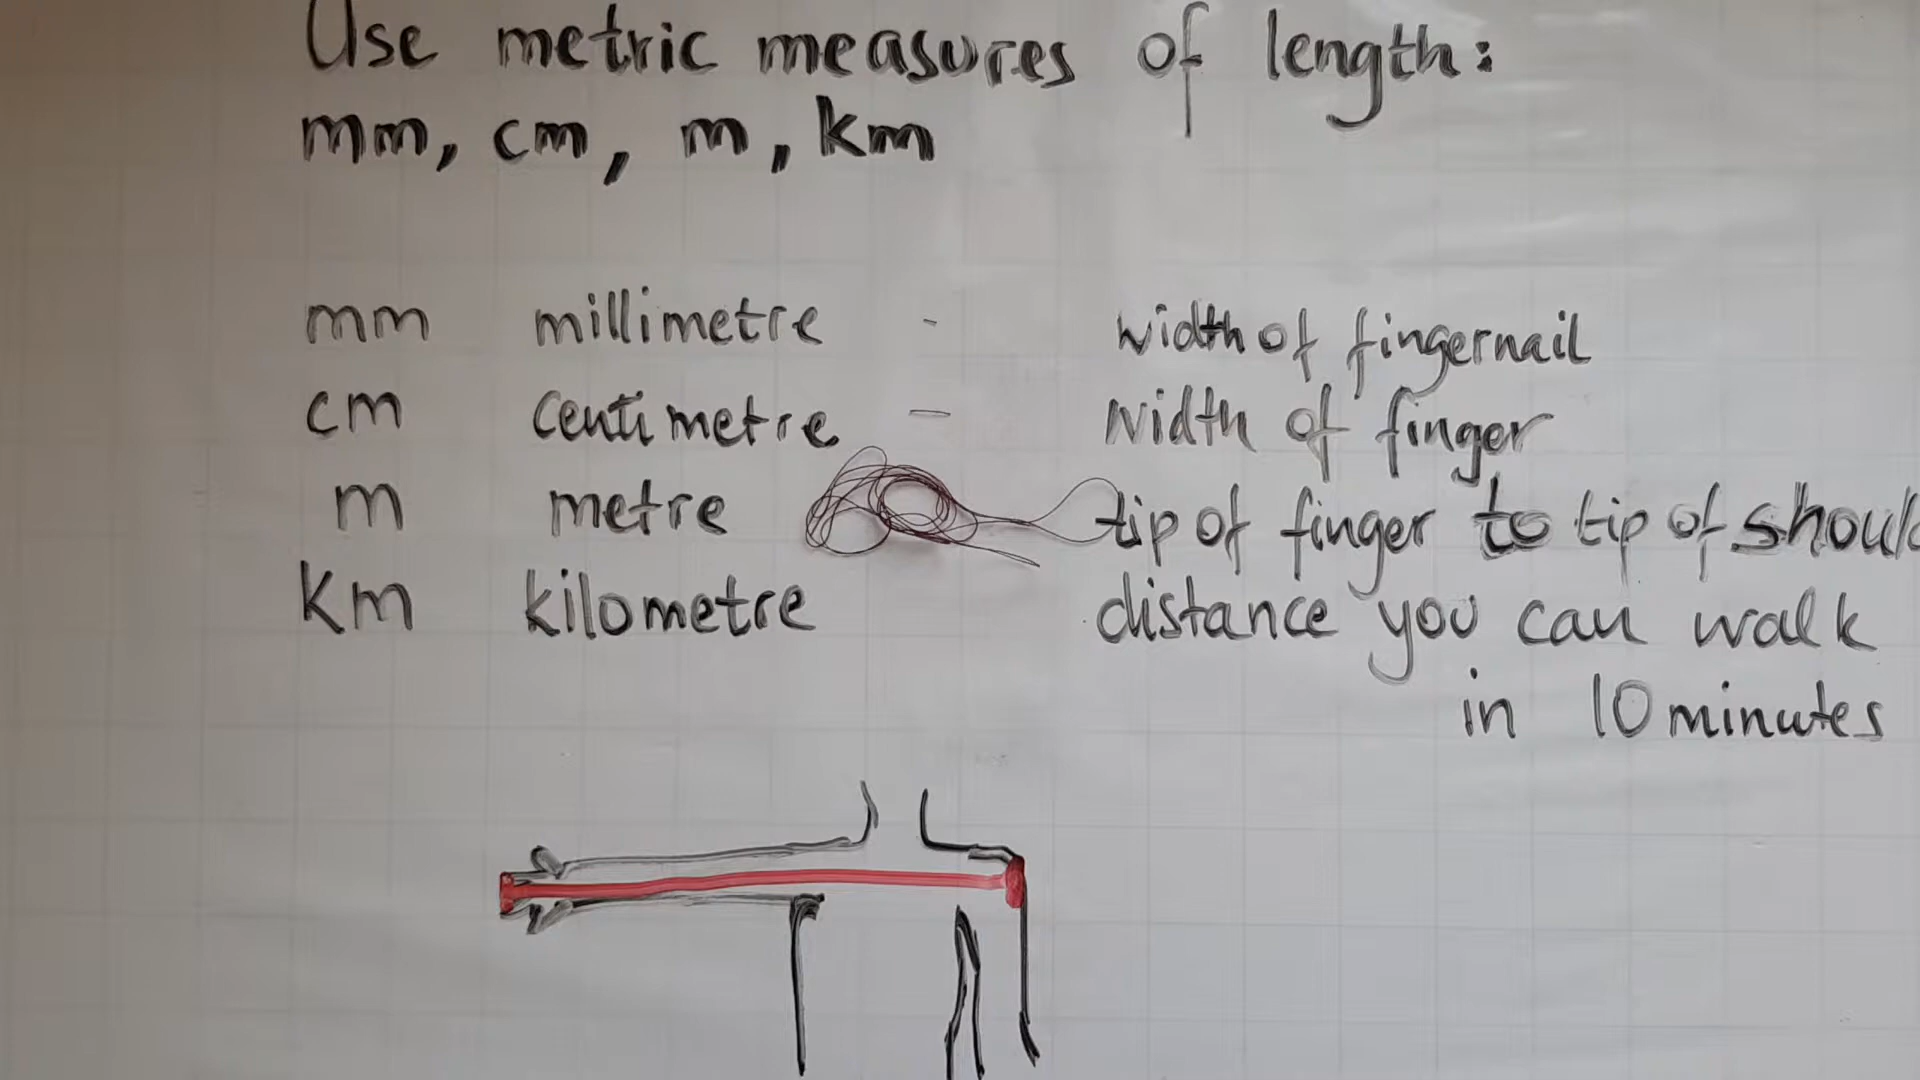 Use metric measures of length:
mm, cm, m, km
mm millimetre - width of fingernail
cm centimetre - width of finger
m metre tip of finger to tip of should
km kilometre distance you can walk
in 10 minutes